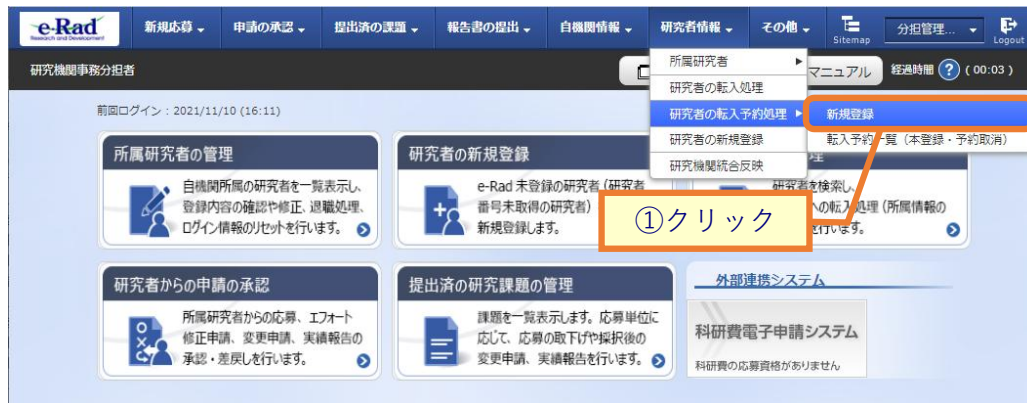 e-Rad
Research and Development
新規応募
申請の承認
提出済の課題
報告書の提出
自機関情報
研究者情報
その他
Sitemap
分担管理...
Logout
研究機関事務分担者
マニュアル
経過時間 ? ( 00:03 )
所属研究者
研究者の転入処理
研究者の転入予約処理
研究者の新規登録
研究機関統合反映
新規登録
転入予約一覧（本登録・予約取消）
前回ログイン：2021/11/10 (16:11)
所属研究者の管理
自機関所属の研究者を一覧表示し、
登録内容の確認や修正、退職処理、
ログイン情報のリセットを行います。
研究者の新規登録
e-Rad 未登録の研究者（研究者
番号未取得の研究者）
新規登録します。
理
研究者を検索し、
への転入処理（所属情報の
を行います。
①クリック
研究者からの申請の承認
所属研究者からの応募、エフォート
修正申請、変更申請、実績報告の
承認・差戻しを行います。
提出済の研究課題の管理
課題を一覧表示します。応募単位に
応じて、応募の取下げや採択後の
変更申請、実績報告を行います。
外部連携システム
科研費電子申請システム
科研費の応募資格がありません